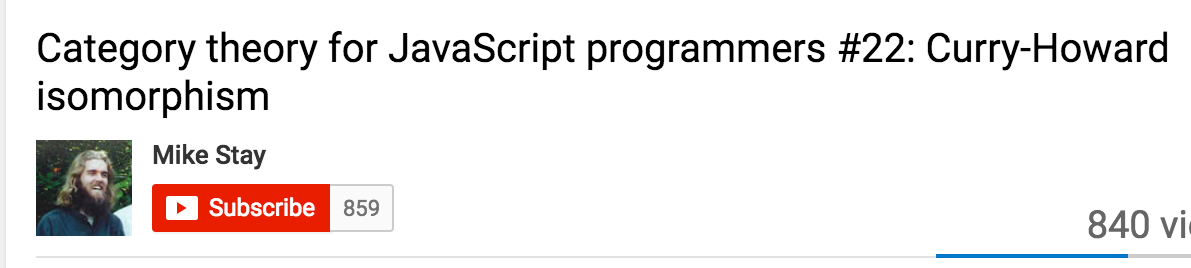 Category theory for JavaScript programmers #22: Curry-Howard
isomorphism
Mike Stay
Subscribe 859
840